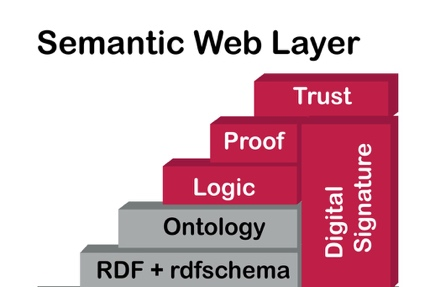 Semantic Web Layer
Trust
Proof
Logic
Ontology
RDF + rdfschema
Digital
Signature